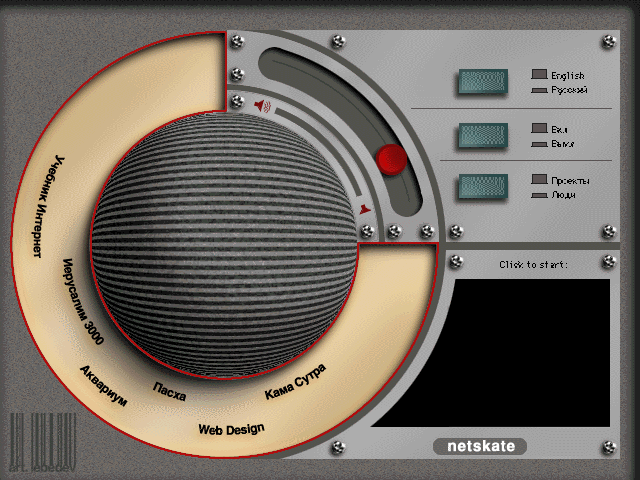 English
Русский
Вкл
Выкл
Проекты
Люди
Click to start:
Учебник Интернет
Иерусалим 3000
Аквариум
Пасха
Web Design
Кама Сутра
netskate
art. lebedev